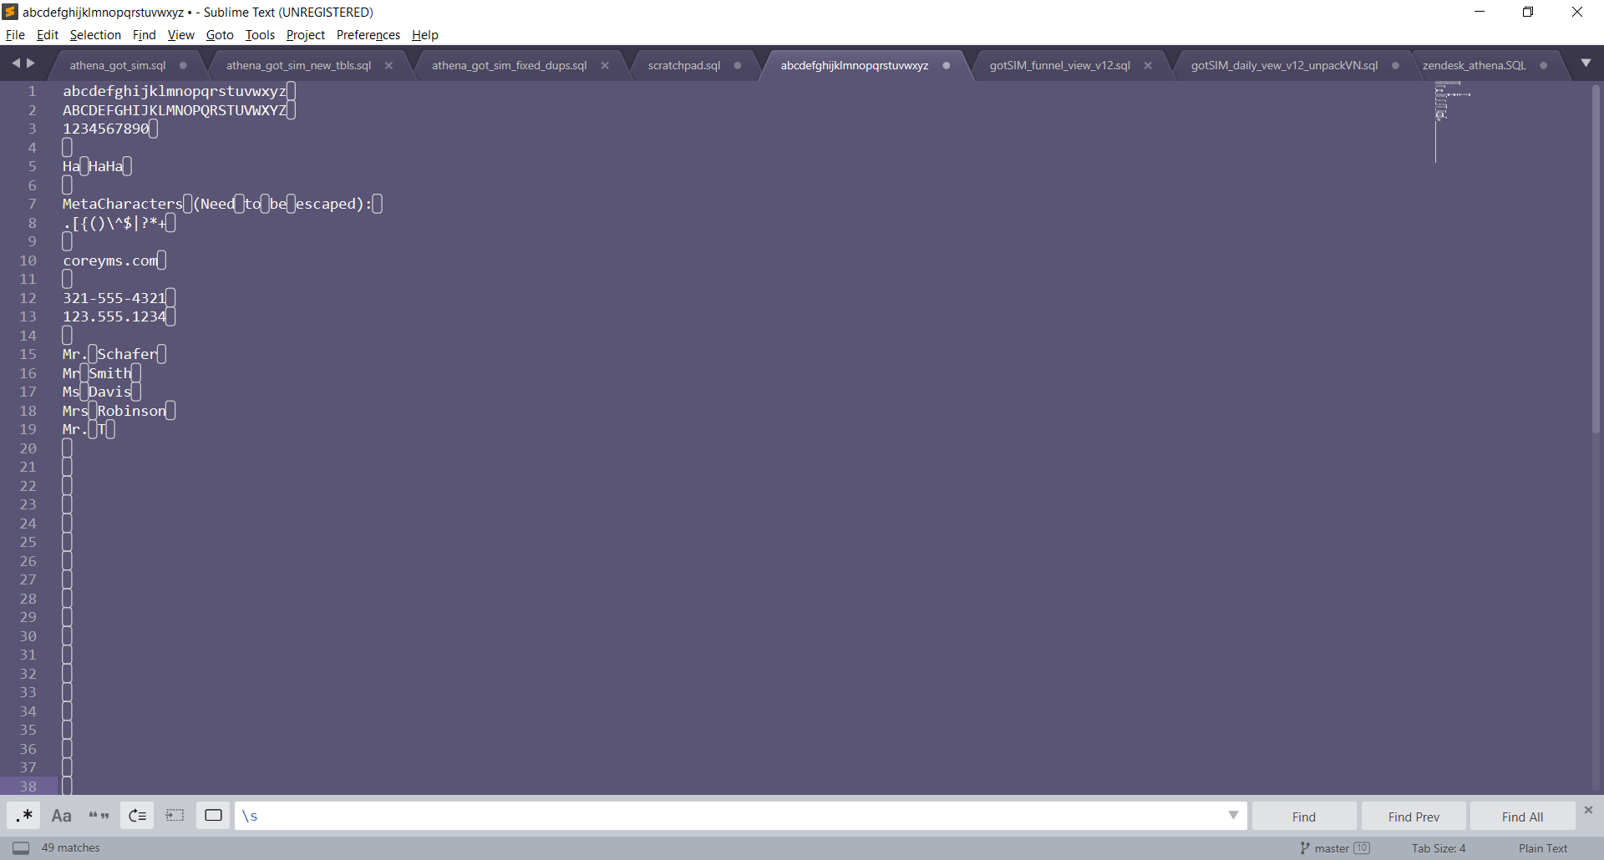 abcdefghijklmnopqrstuvwxyz • - Sublime Text (UNREGISTERED)
File Edit Selection Find View Goto Tools Project Preferences Help
athena_got_sim.sql athena_got_sim_new_tbls.sql athena_got_sim_fixed_dups.sql scratchpad.sql abcdefghijklmnopqrstuvwxyz gotSIM_funnel_view_v12.sql gotSIM_daily_vew_v12_unpackVN.sql zendesk_athena.SQL
1 abcdefghijklmnopqrstuvwxyz
2 ABCDEFGHIJKLMNOPQRSTUVWXYZ
3 1234567890
4
5 Ha HaHa
6
7 MetaCharacters (Need to be escaped):
8 .[{()\^$|?*+
9
10 coreyms.com
11
12 321-555-4321
13 123.555.1234
14
15 Mr. Schafer
16 Mr Smith
17 Ms Davis
18 Mrs Robinson
19 Mr. T
20
21
22
23
24
25
26
27
28
29
30
31
32
33
34
35
36
37
38
.* Aa “” \s Find Find Prev Find All
49 matches master 10 Tab Size: 4 Plain Text